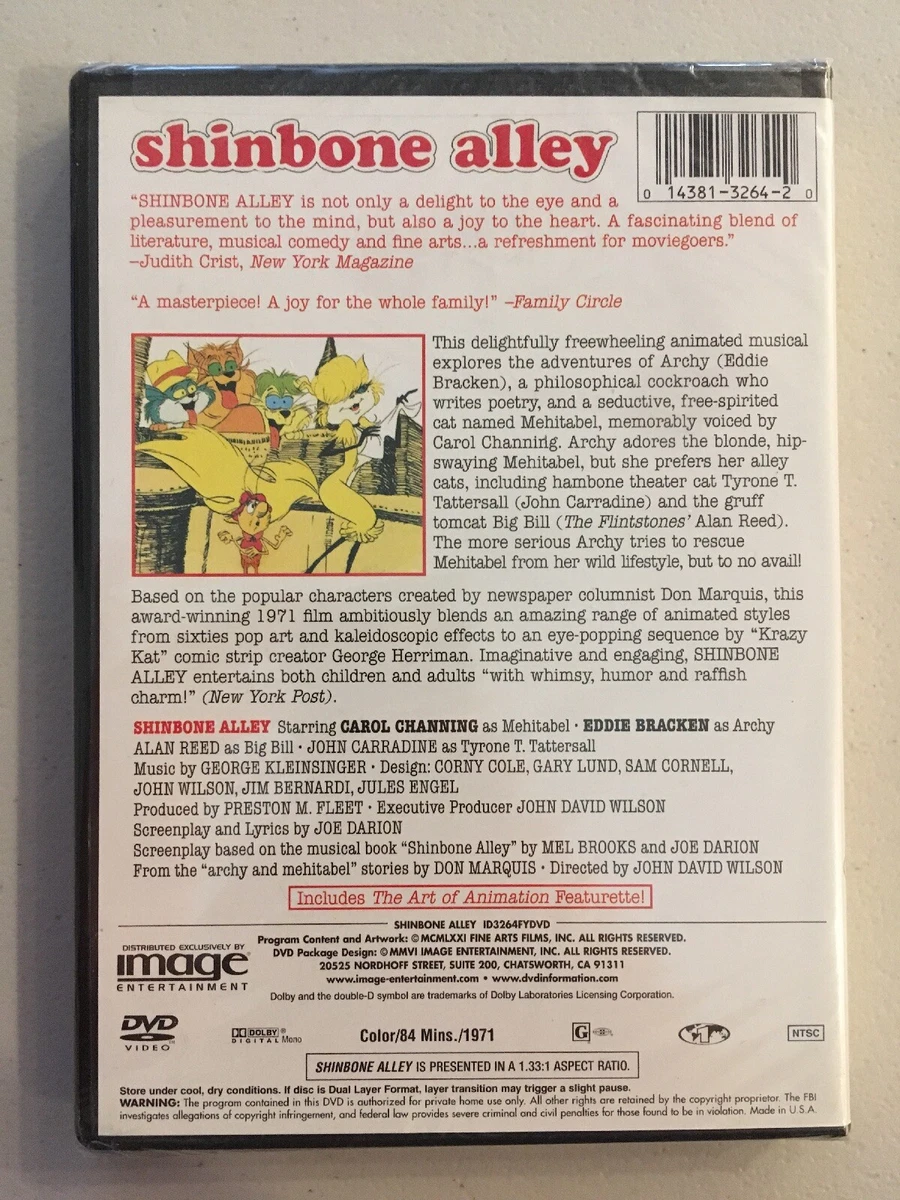 shinbone alley
0 14381-3264-2 0
“SHINBONE ALLEY is not only a delight to the eye and a
pleasurement to the mind, but also a joy to the heart. A fascinating blend of
literature, musical comedy and fine arts...a refreshment for moviegoers.”
–Judith Crist, New York Magazine
“A masterpiece! A joy for the whole family!” –Family Circle
This delightfully freewheeling animated musical
explores the adventures of Archy (Eddie
Bracken), a philosophical cockroach who
writes poetry, and a seductive, free-spirited
cat named Mehitabel, memorably voiced by
Carol Channing. Archy adores the blonde, hip-
swaying Mehitabel, but she prefers her alley
cats, including hambone theater cat Tyrone T.
Tattersall (John Carradine) and the gruff
tomcat Big Bill (The Flintstones’ Alan Reed).
The more serious Archy tries to rescue
Mehitabel from her wild lifestyle, but to no avail!
Based on the popular characters created by newspaper columnist Don Marquis, this
award-winning 1971 film ambitiously blends an amazing range of animated styles
from sixties pop art and kaleidoscopic effects to an eye-popping sequence by “Krazy
Kat” comic strip creator George Herriman. Imaginative and engaging, SHINBONE
ALLEY entertains both children and adults “with whimsy, humor and raffish
charm!” (New York Post).
SHINBONE ALLEY Starring CAROL CHANNING as Mehitabel · EDDIE BRACKEN as Archy
ALAN REED as Big Bill · JOHN CARRADINE as Tyrone T. Tattersall
Music by GEORGE KLEINSINGER · Design: CORNY COLE, GARY LUND, SAM CORNELL,
JOHN WILSON, JIM BERNARDI, JULES ENGEL
Produced by PRESTON M. FLEET · Executive Producer JOHN DAVID WILSON
Screenplay and Lyrics by JOE DARION
Screenplay based on the musical book “Shinbone Alley” by MEL BROOKS and JOE DARION
From the “archy and mehitabel” stories by DON MARQUIS · Directed by JOHN DAVID WILSON
Includes The Art of Animation Featurette!
SHINBONE ALLEY ID3264FYDVD
Program Content and Artwork: © MCMLXXI FINE ARTS FILMS, INC. ALL RIGHTS RESERVED.
DVD Package Design: © MMVI IMAGE ENTERTAINMENT, INC. ALL RIGHTS RESERVED.
20525 NORDHOFF STREET, SUITE 200, CHATSWORTH, CA 91311
www.image-entertainment.com • www.dvdinformation.com
Dolby and the double-D symbol are trademarks of Dolby Laboratories Licensing Corporation.
DISTRIBUTED EXCLUSIVELY BY
image®
ENTERTAINMENT
DVD
VIDEO
DOLBY®
DIGITAL Mono
Color/84 Mins./1971
G
NTSC
SHINBONE ALLEY IS PRESENTED IN A 1.33:1 ASPECT RATIO.
Store under cool, dry conditions. If disc is Dual Layer Format, layer transition may trigger a slight pause.
WARNING: The program contained in this DVD is authorized for private home use only. All other rights are retained by the copyright proprietor. The FBI
investigates allegations of copyright infringement, and federal law provides severe criminal and civil penalties for those found to be in violation. Made in U.S.A.